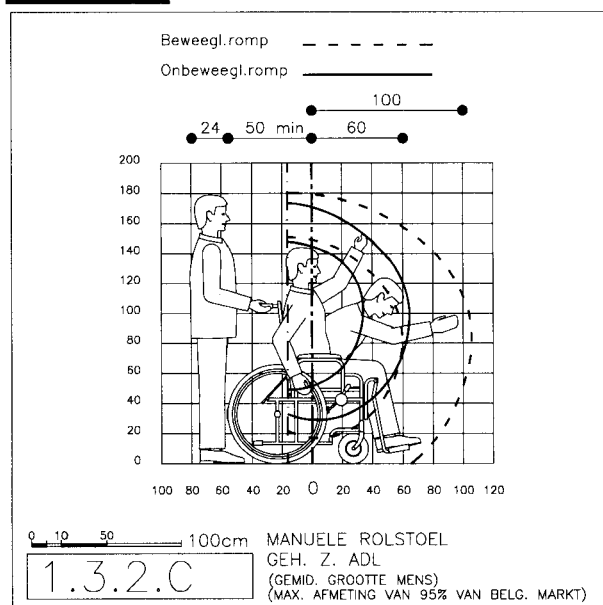 Beweegl.romp
Onbeweegl.romp
100
24 50 min 60
200
180
160
140
120
100
80
60
40
20
0
100 80 60 40 20 0 20 40 60 80 100 120
0 10 50 100cm
MANUELE ROLSTOEL
GEH. Z. ADL
(GEMID. GROOTTE MENS)
(MAX. AFMETING VAN 95% VAN BELG. MARKT)
1.3.2.C